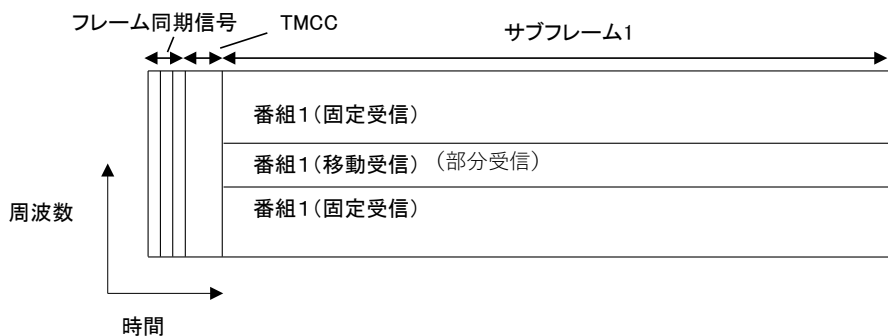 フレーム同期信号
TMCC
サブフレーム1
番組1(固定受信)
番組1(移動受信)(部分受信)
番組1(固定受信)
周波数
時間